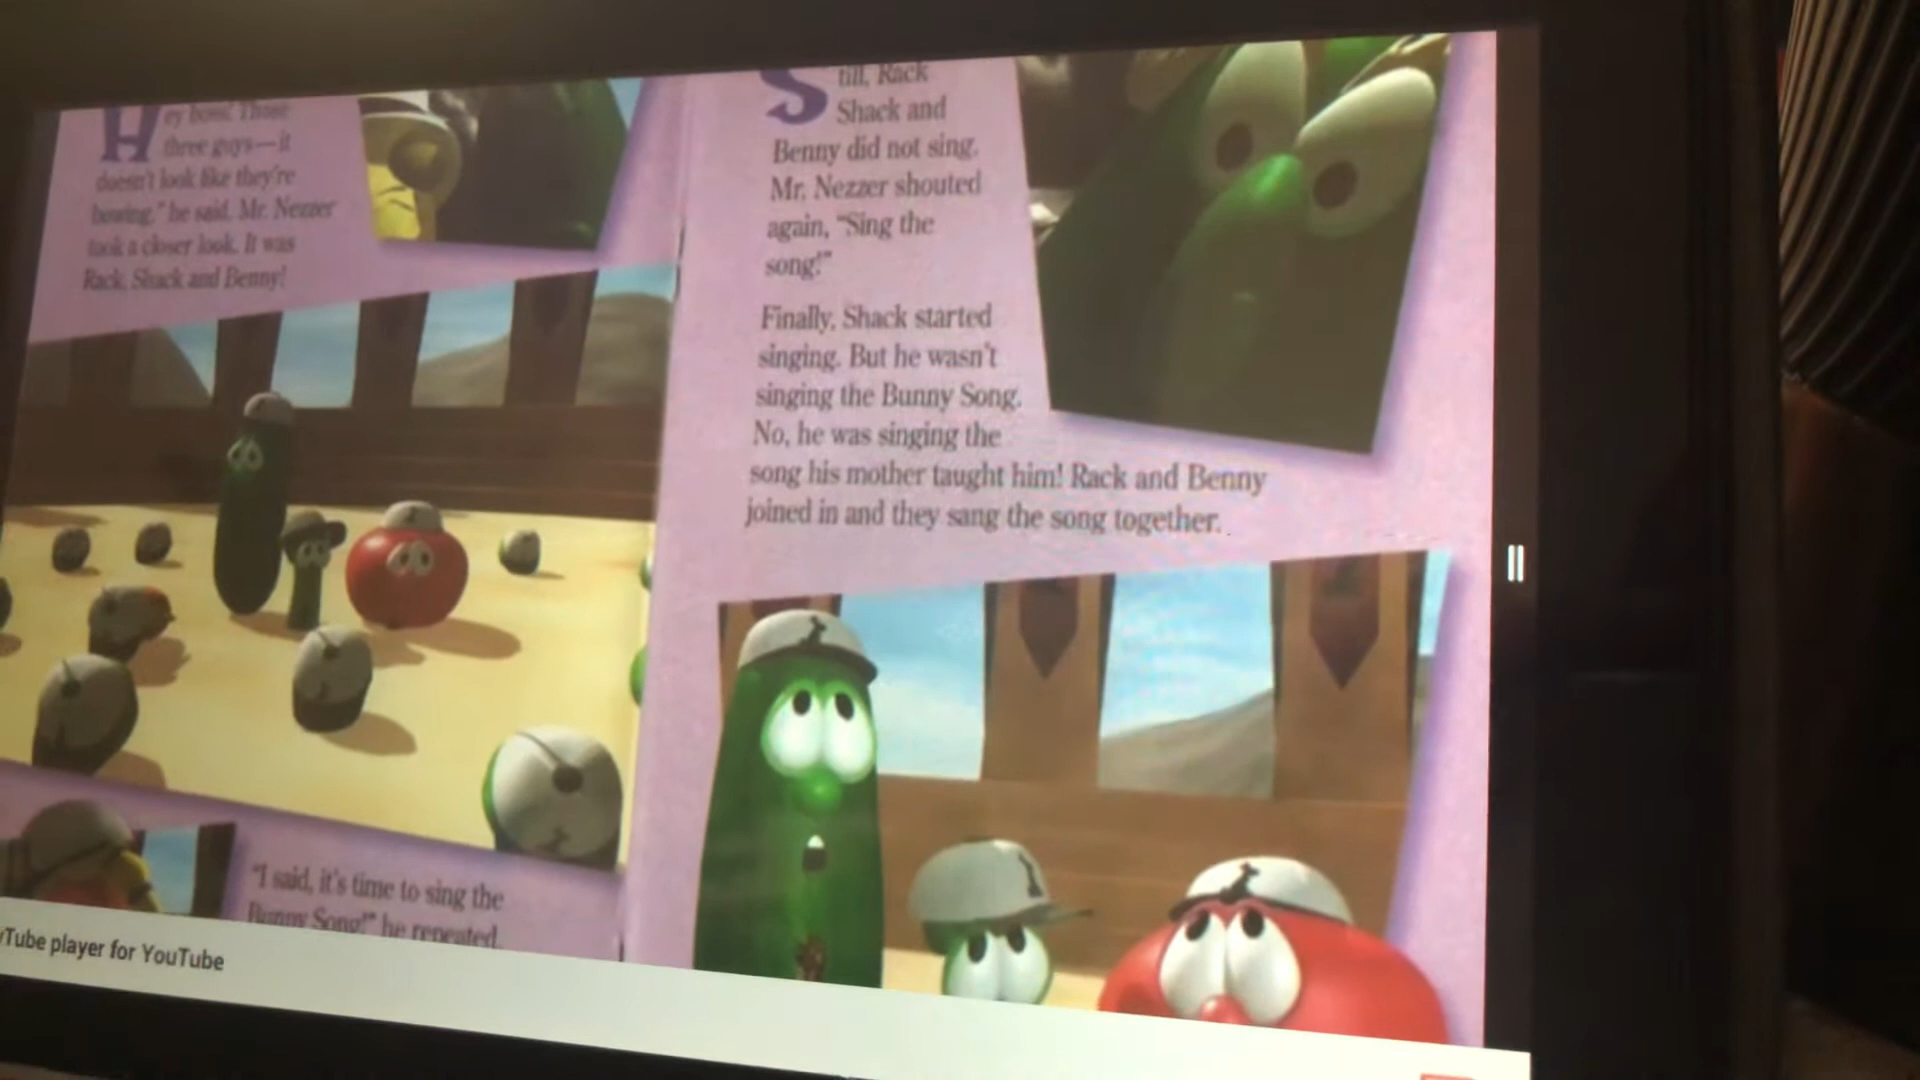 Hey boss! Those
three guys—it
doesn't look like they're
bowing," he said. Mr. Nezzer
took a closer look. It was
Rack, Shack and Benny!
"I said, it's time to sing the
Bunny Song!" he repeated.
Still, Rack
Shack and
Benny did not sing.
Mr. Nezzer shouted
again, "Sing the
song!"
Finally, Shack started
singing. But he wasn't
singing the Bunny Song.
No, he was singing the
song his mother taught him! Rack and Benny
joined in and they sang the song together.
Tube player for YouTube